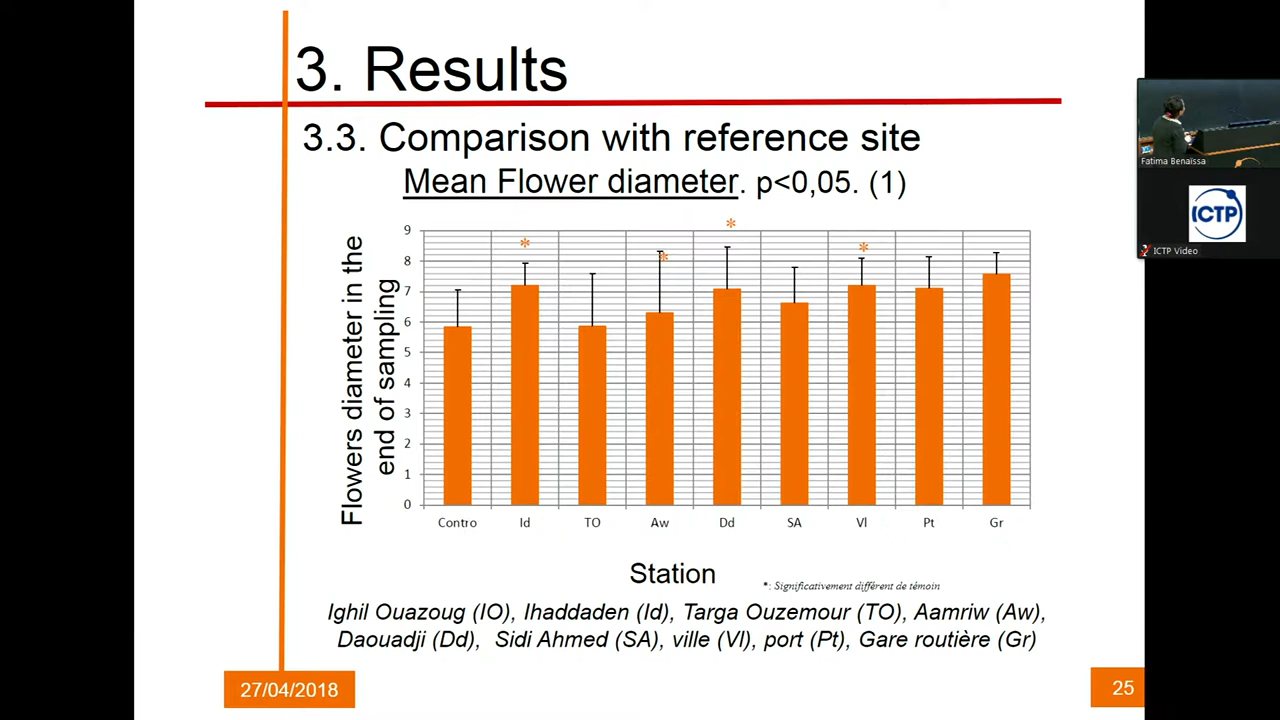 3. Results
3.3. Comparison with reference site
Mean Flower diameter. p<0,05. (1)
Flowers diameter in the
end of sampling
9
8
7
6
5
4
3
2
1
0
* * * *
Contro Id TO Aw Dd SA Vl Pt Gr
Station
*: Significativement différent de témoin
Ighil Ouazoug (IO), Ihaddaden (Id), Targa Ouzemour (TO), Aamriw (Aw),
Daouadji (Dd), Sidi Ahmed (SA), ville (Vl), port (Pt), Gare routière (Gr)
27/04/2018
25
Fatima Benaïssa
ICTP
ICTP Video